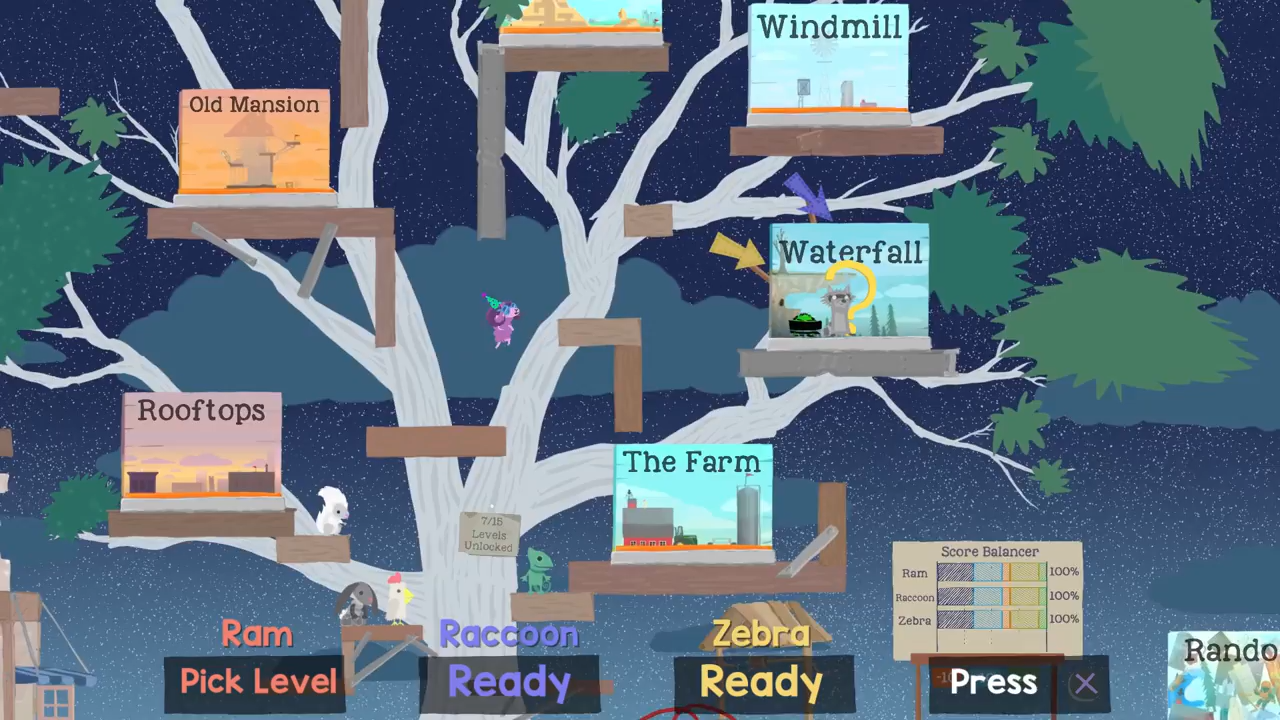 Windmill
Old Mansion
Waterfall
?
Rooftops
The Farm
7/15
Levels
Unlocked
Score Balancer
Ram 100%
Raccoon 100%
Zebra 100%
Ram
Pick Level
Raccoon
Ready
Zebra
Ready
Press
Rando